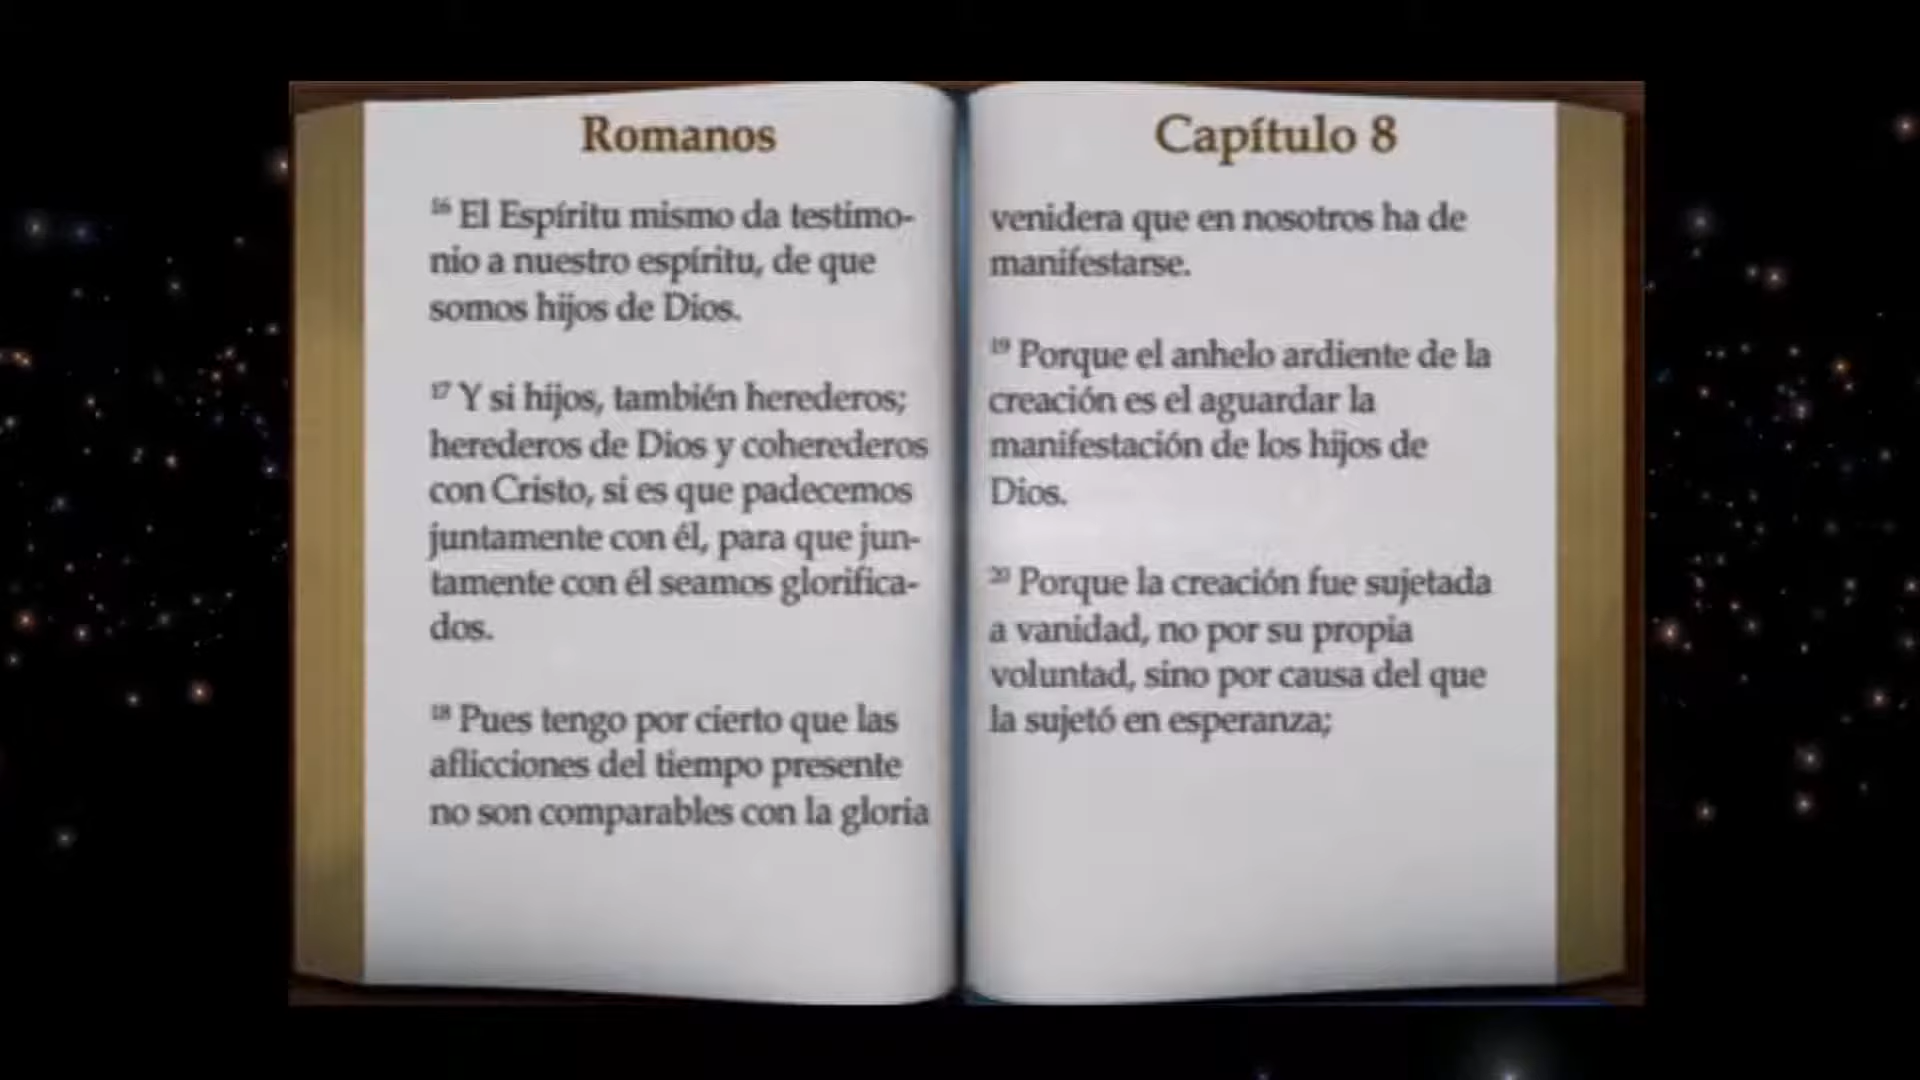 Romanos
16 El Espíritu mismo da testimo-
nio a nuestro espíritu, de que
somos hijos de Dios.
17 Y si hijos, también herederos;
herederos de Dios y coherederos
con Cristo, si es que padecemos
juntamente con él, para que jun-
tamente con él seamos glorifica-
dos.
18 Pues tengo por cierto que las
aflicciones del tiempo presente
no son comparables con la gloria
Capítulo 8
venidera que en nosotros ha de
manifestarse.
19 Porque el anhelo ardiente de la
creación es el aguardar la
manifestación de los hijos de
Dios.
20 Porque la creación fue sujetada
a vanidad, no por su propia
voluntad, sino por causa del que
la sujetó en esperanza;